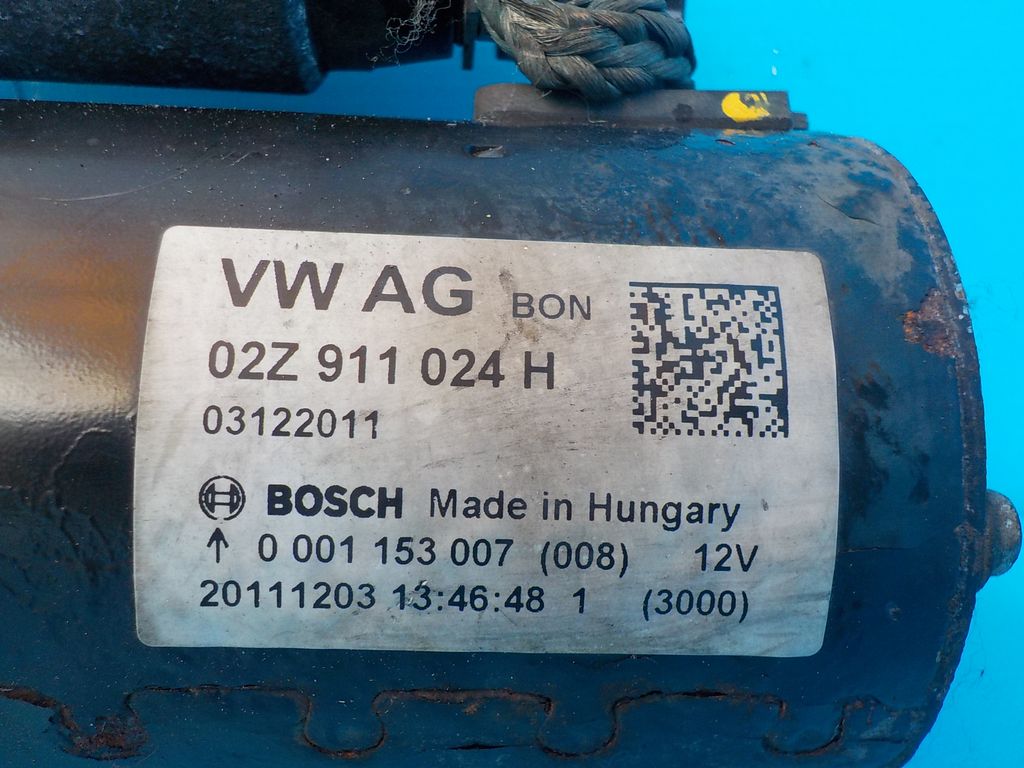 VW AG BON
02Z 911 024 H
03122011
BOSCH Made in Hungary
↑ 0 001 153 007 (008) 12V
20111203 13:46:48 1 (3000)